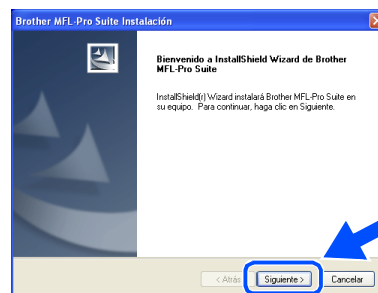 Brother MFL-Pro Suite Instalación
Bienvenido a InstallShield Wizard de Brother
MFL-Pro Suite
InstallShield(r) Wizard instalará Brother MFL-Pro Suite en
su equipo. Para continuar, haga clic en Siguiente.
< Atrás
Siguiente >
Cancelar